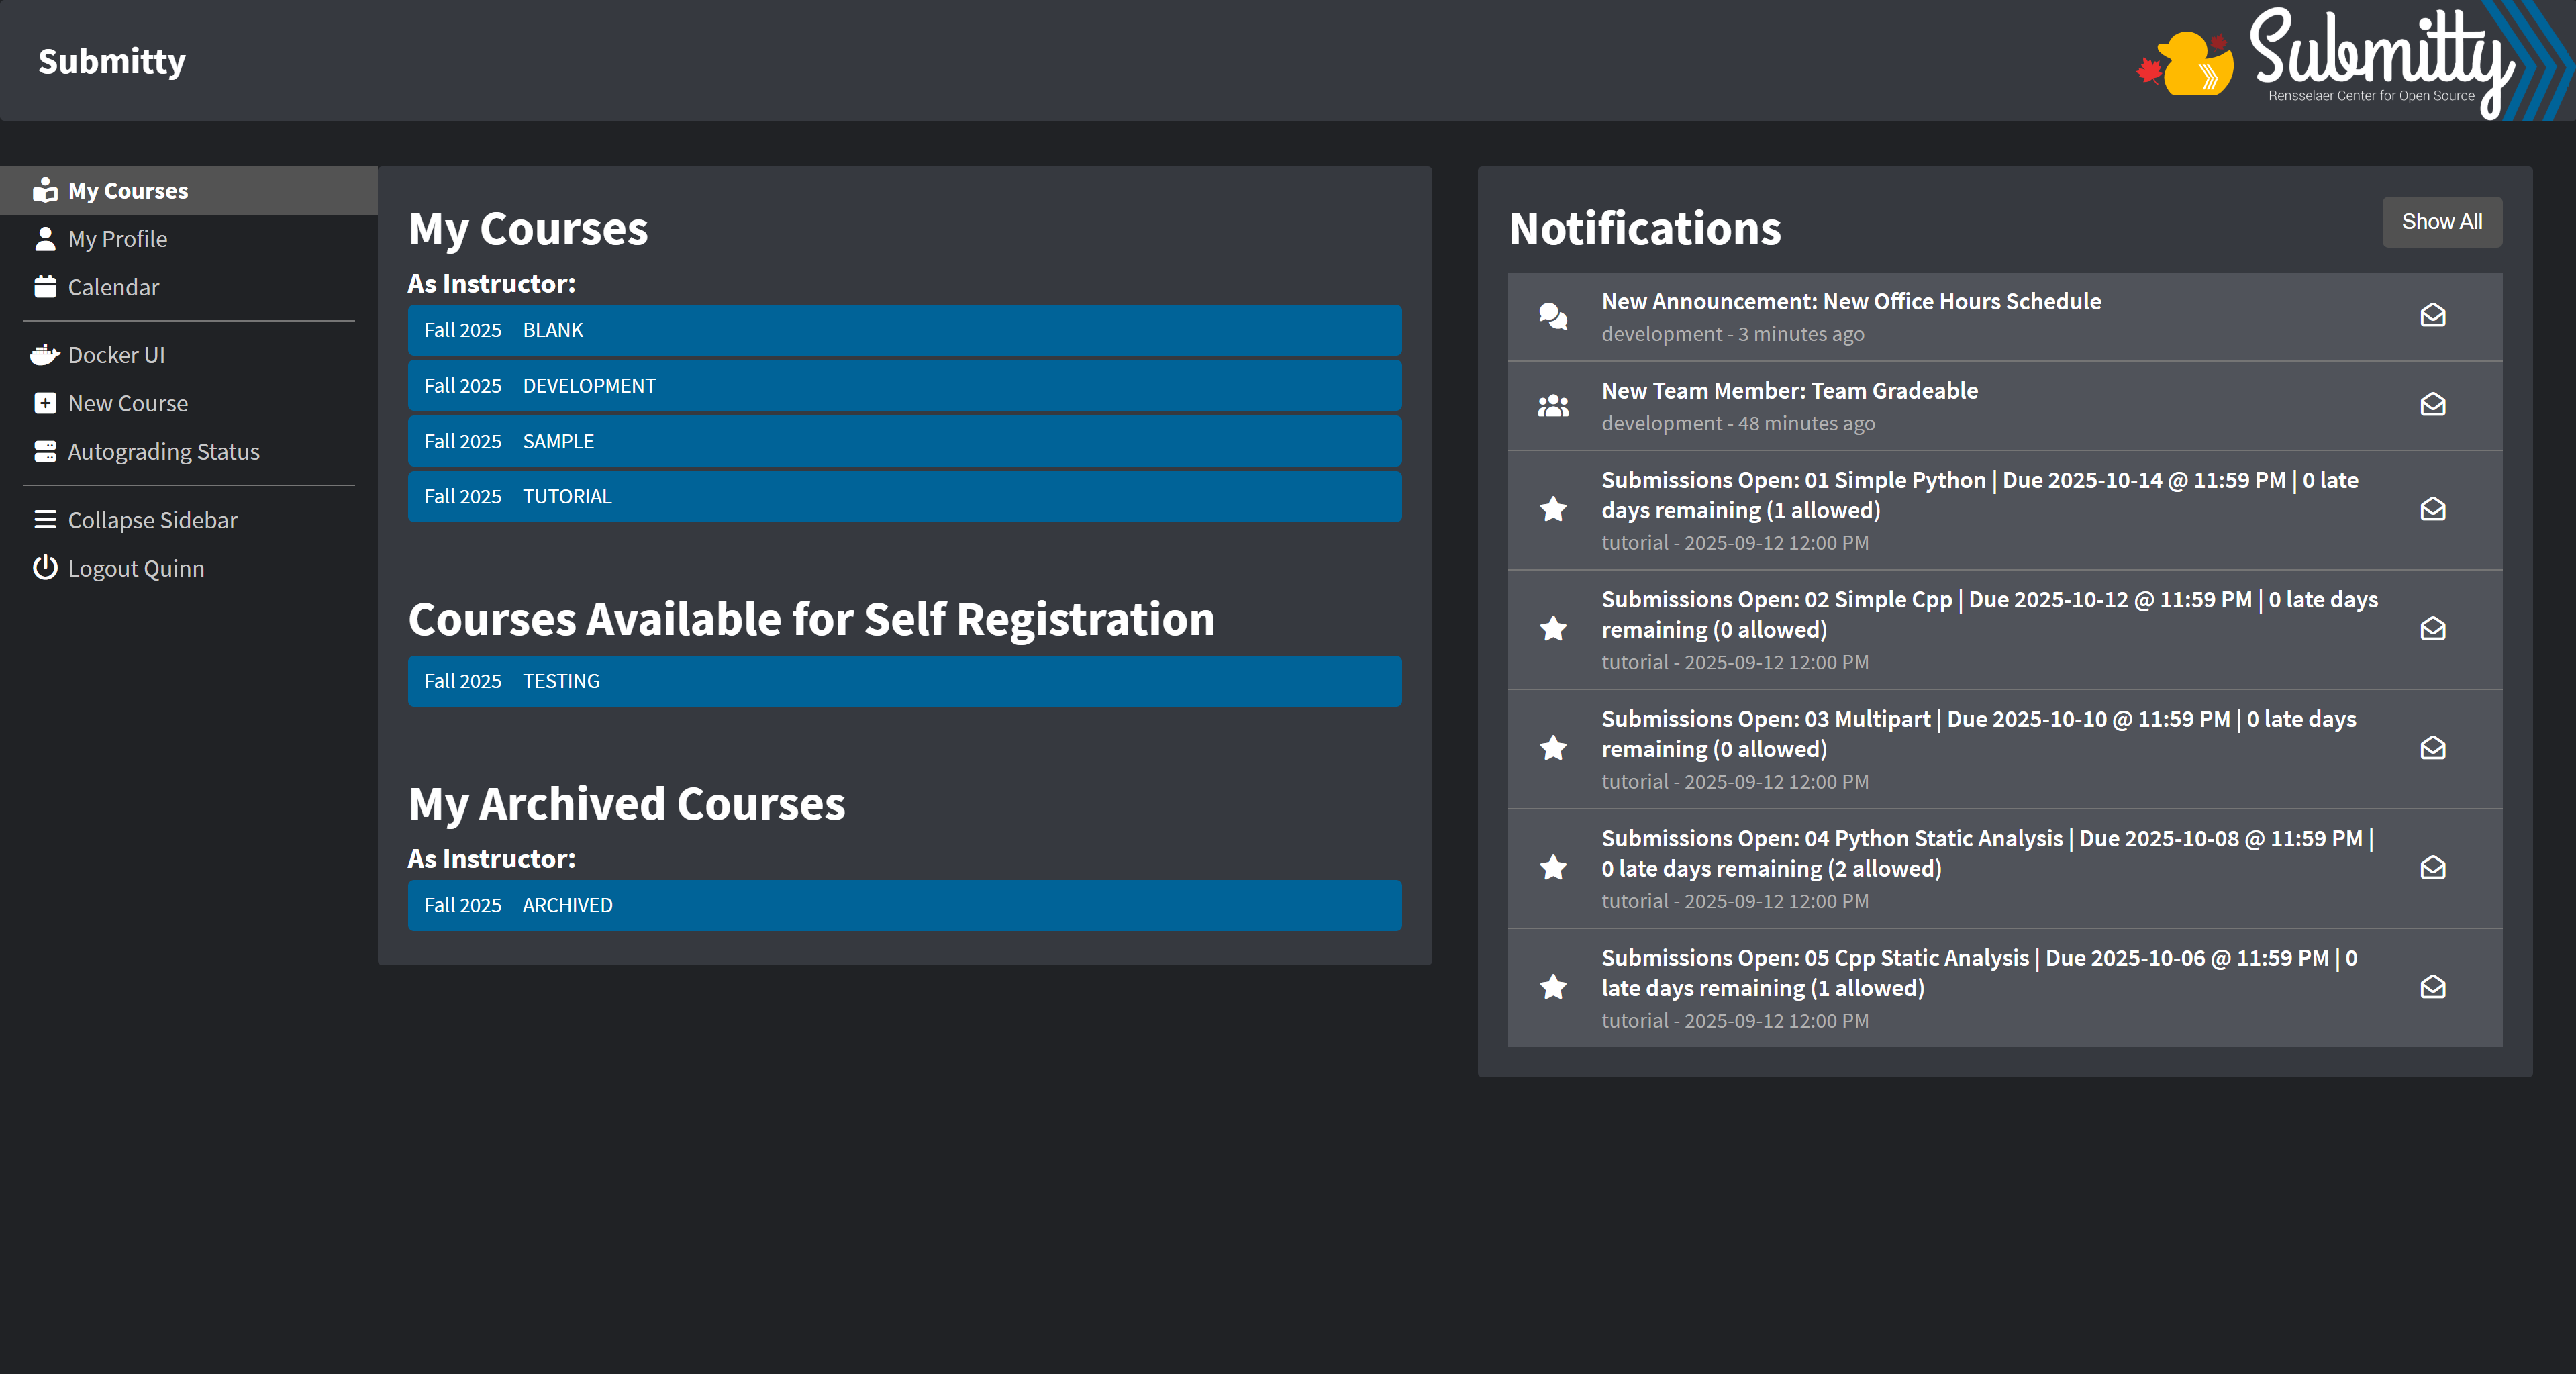 Submitty
Submitty
Rensselaer Center for Open Source
My Courses
My Profile
Calendar
Docker UI
New Course
Autograding Status
Collapse Sidebar
Logout Quinn
My Courses
As Instructor:
Fall 2025 BLANK
Fall 2025 DEVELOPMENT
Fall 2025 SAMPLE
Fall 2025 TUTORIAL
Courses Available for Self Registration
Fall 2025 TESTING
My Archived Courses
As Instructor:
Fall 2025 ARCHIVED
Notifications
Show All
New Announcement: New Office Hours Schedule
development - 3 minutes ago
New Team Member: Team Gradeable
development - 48 minutes ago
Submissions Open: 01 Simple Python | Due 2025-10-14 @ 11:59 PM | 0 late
days remaining (1 allowed)
tutorial - 2025-09-12 12:00 PM
Submissions Open: 02 Simple Cpp | Due 2025-10-12 @ 11:59 PM | 0 late days
remaining (0 allowed)
tutorial - 2025-09-12 12:00 PM
Submissions Open: 03 Multipart | Due 2025-10-10 @ 11:59 PM | 0 late days
remaining (0 allowed)
tutorial - 2025-09-12 12:00 PM
Submissions Open: 04 Python Static Analysis | Due 2025-10-08 @ 11:59 PM |
0 late days remaining (2 allowed)
tutorial - 2025-09-12 12:00 PM
Submissions Open: 05 Cpp Static Analysis | Due 2025-10-06 @ 11:59 PM | 0
late days remaining (1 allowed)
tutorial - 2025-09-12 12:00 PM